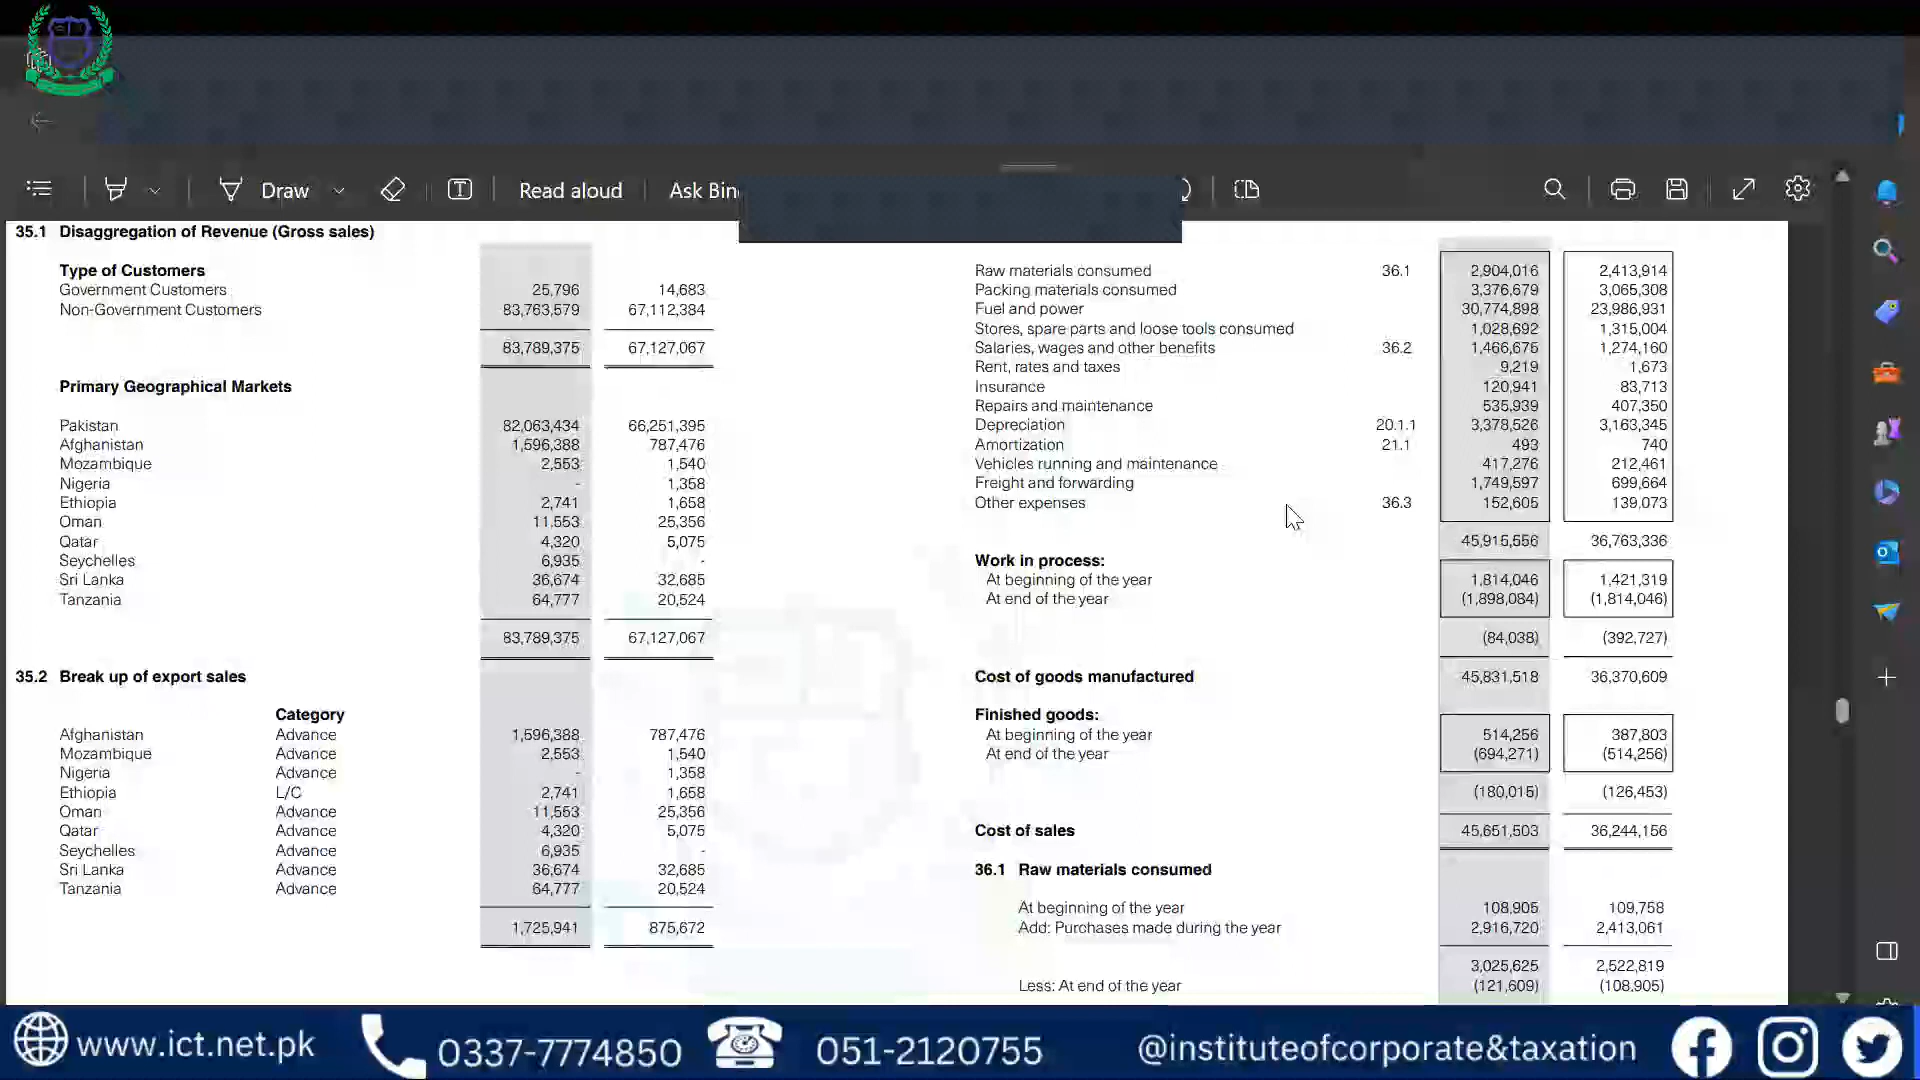 Draw
Read aloud
Ask Bin
35.1 Disaggregation of Revenue (Gross sales)
Type of Customers
Government Customers 25,796 14,683
Non-Government Customers 83,763,579 67,112,384
83,789,375 67,127,067
Primary Geographical Markets
Pakistan 82,063,434 66,251,395
Afghanistan 1,596,388 787,476
Mozambique 2,553 1,540
Nigeria - 1,358
Ethiopia 2,741 1,658
Oman 11,553 25,356
Qatar 4,320 5,075
Seychelles 6,935 -
Sri Lanka 36,674 32,685
Tanzania 64,777 20,524
83,789,375 67,127,067
35.2 Break up of export sales
Category
Afghanistan Advance 1,596,388 787,476
Mozambique Advance 2,553 1,540
Nigeria Advance - 1,358
Ethiopia L/C 2,741 1,658
Oman Advance 11,553 25,356
Qatar Advance 4,320 5,075
Seychelles Advance 6,935 -
Sri Lanka Advance 36,674 32,685
Tanzania Advance 64,777 20,524
1,725,941 875,672
Raw materials consumed 36.1 2,904,016 2,413,914
Packing materials consumed 3,376,679 3,065,308
Fuel and power 30,774,898 23,986,931
Stores, spare parts and loose tools consumed 1,028,692 1,315,004
Salaries, wages and other benefits 36.2 1,466,675 1,274,160
Rent, rates and taxes 9,219 1,673
Insurance 120,941 83,713
Repairs and maintenance 535,939 407,350
Depreciation 20.1.1 3,378,526 3,163,345
Amortization 21.1 493 740
Vehicles running and maintenance 417,276 212,461
Freight and forwarding 1,749,597 699,664
Other expenses 36.3 152,605 139,073
45,915,556 36,763,336
Work in process:
At beginning of the year 1,814,046 1,421,319
At end of the year (1,898,084) (1,814,046)
(84,038) (392,727)
Cost of goods manufactured 45,831,518 36,370,609
Finished goods:
At beginning of the year 514,256 387,803
At end of the year (694,271) (514,256)
(180,015) (126,453)
Cost of sales 45,651,503 36,244,156
36.1 Raw materials consumed
At beginning of the year 108,905 109,758
Add: Purchases made during the year 2,916,720 2,413,061
3,025,625 2,522,819
Less: At end of the year (121,609) (108,905)
www.ict.net.pk 0337-7774850 051-2120755 @instituteofcorporate&taxation